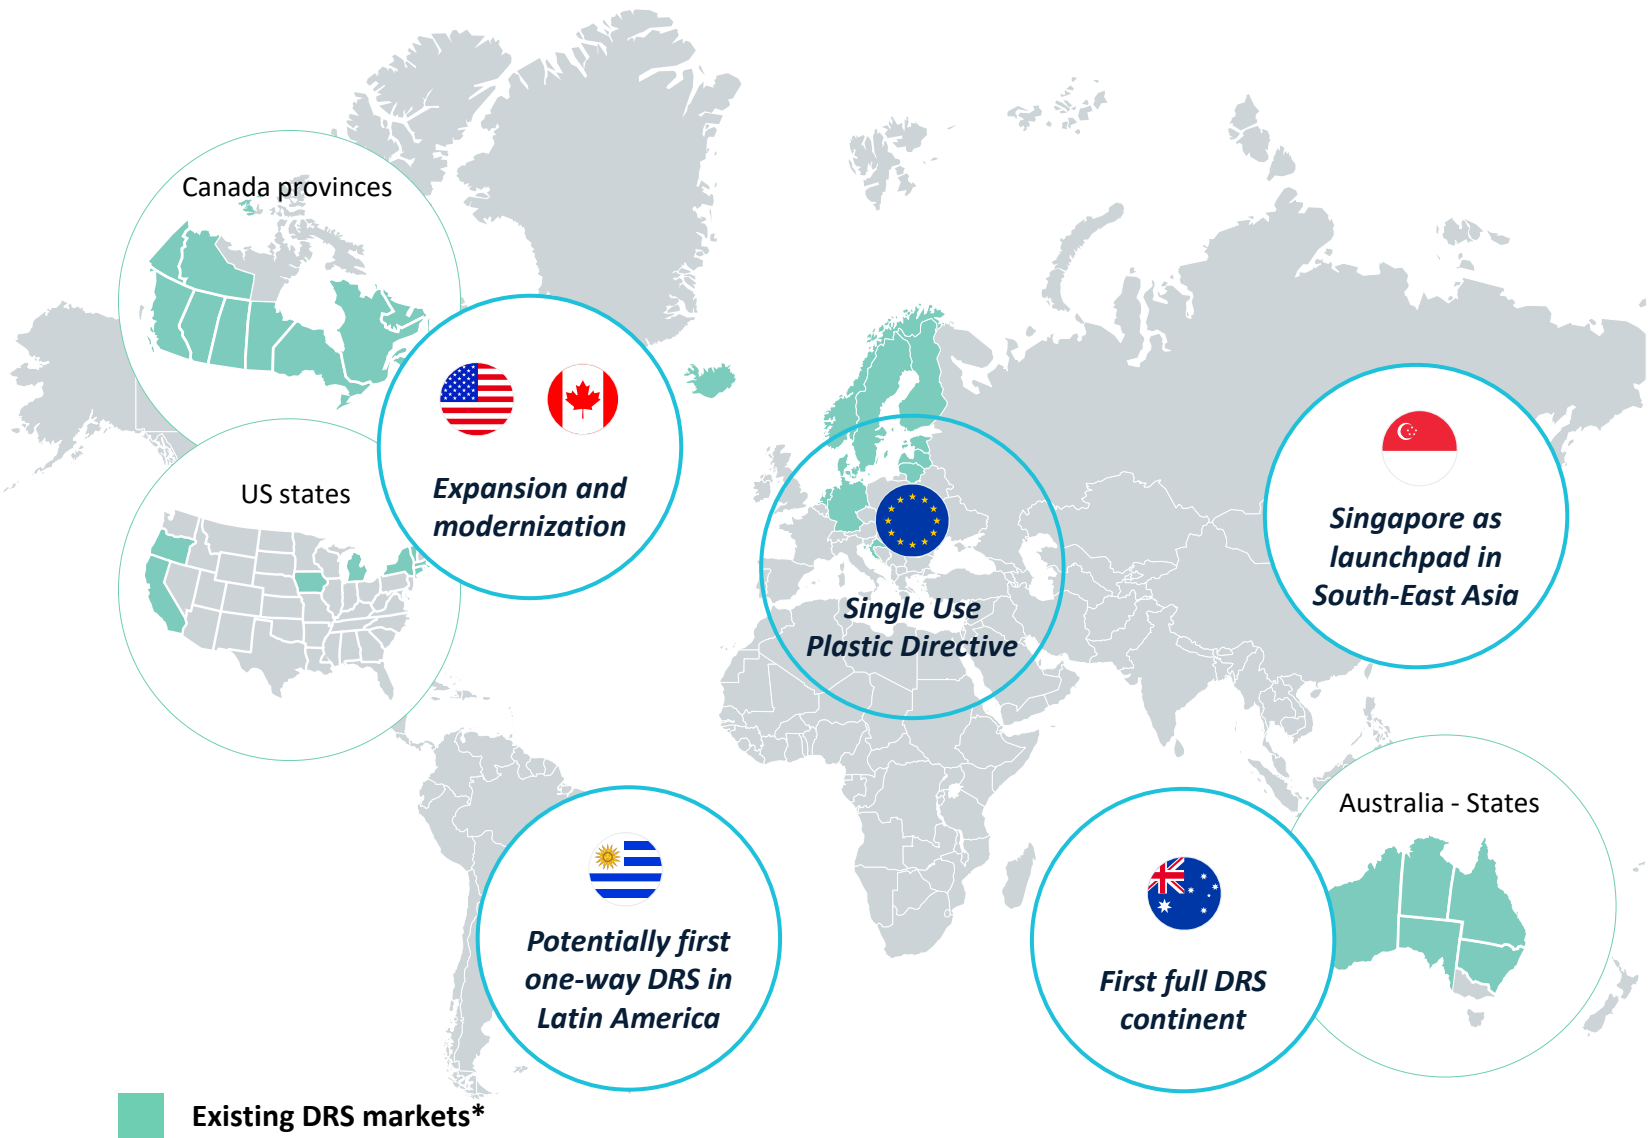 Canada provinces
US states
Expansion and
modernization
Single Use
Plastic Directive
Singapore as
launchpad in
South-East Asia
Australia - States
Potentially first
one-way DRS in
Latin America
First full DRS
continent
Existing DRS markets*